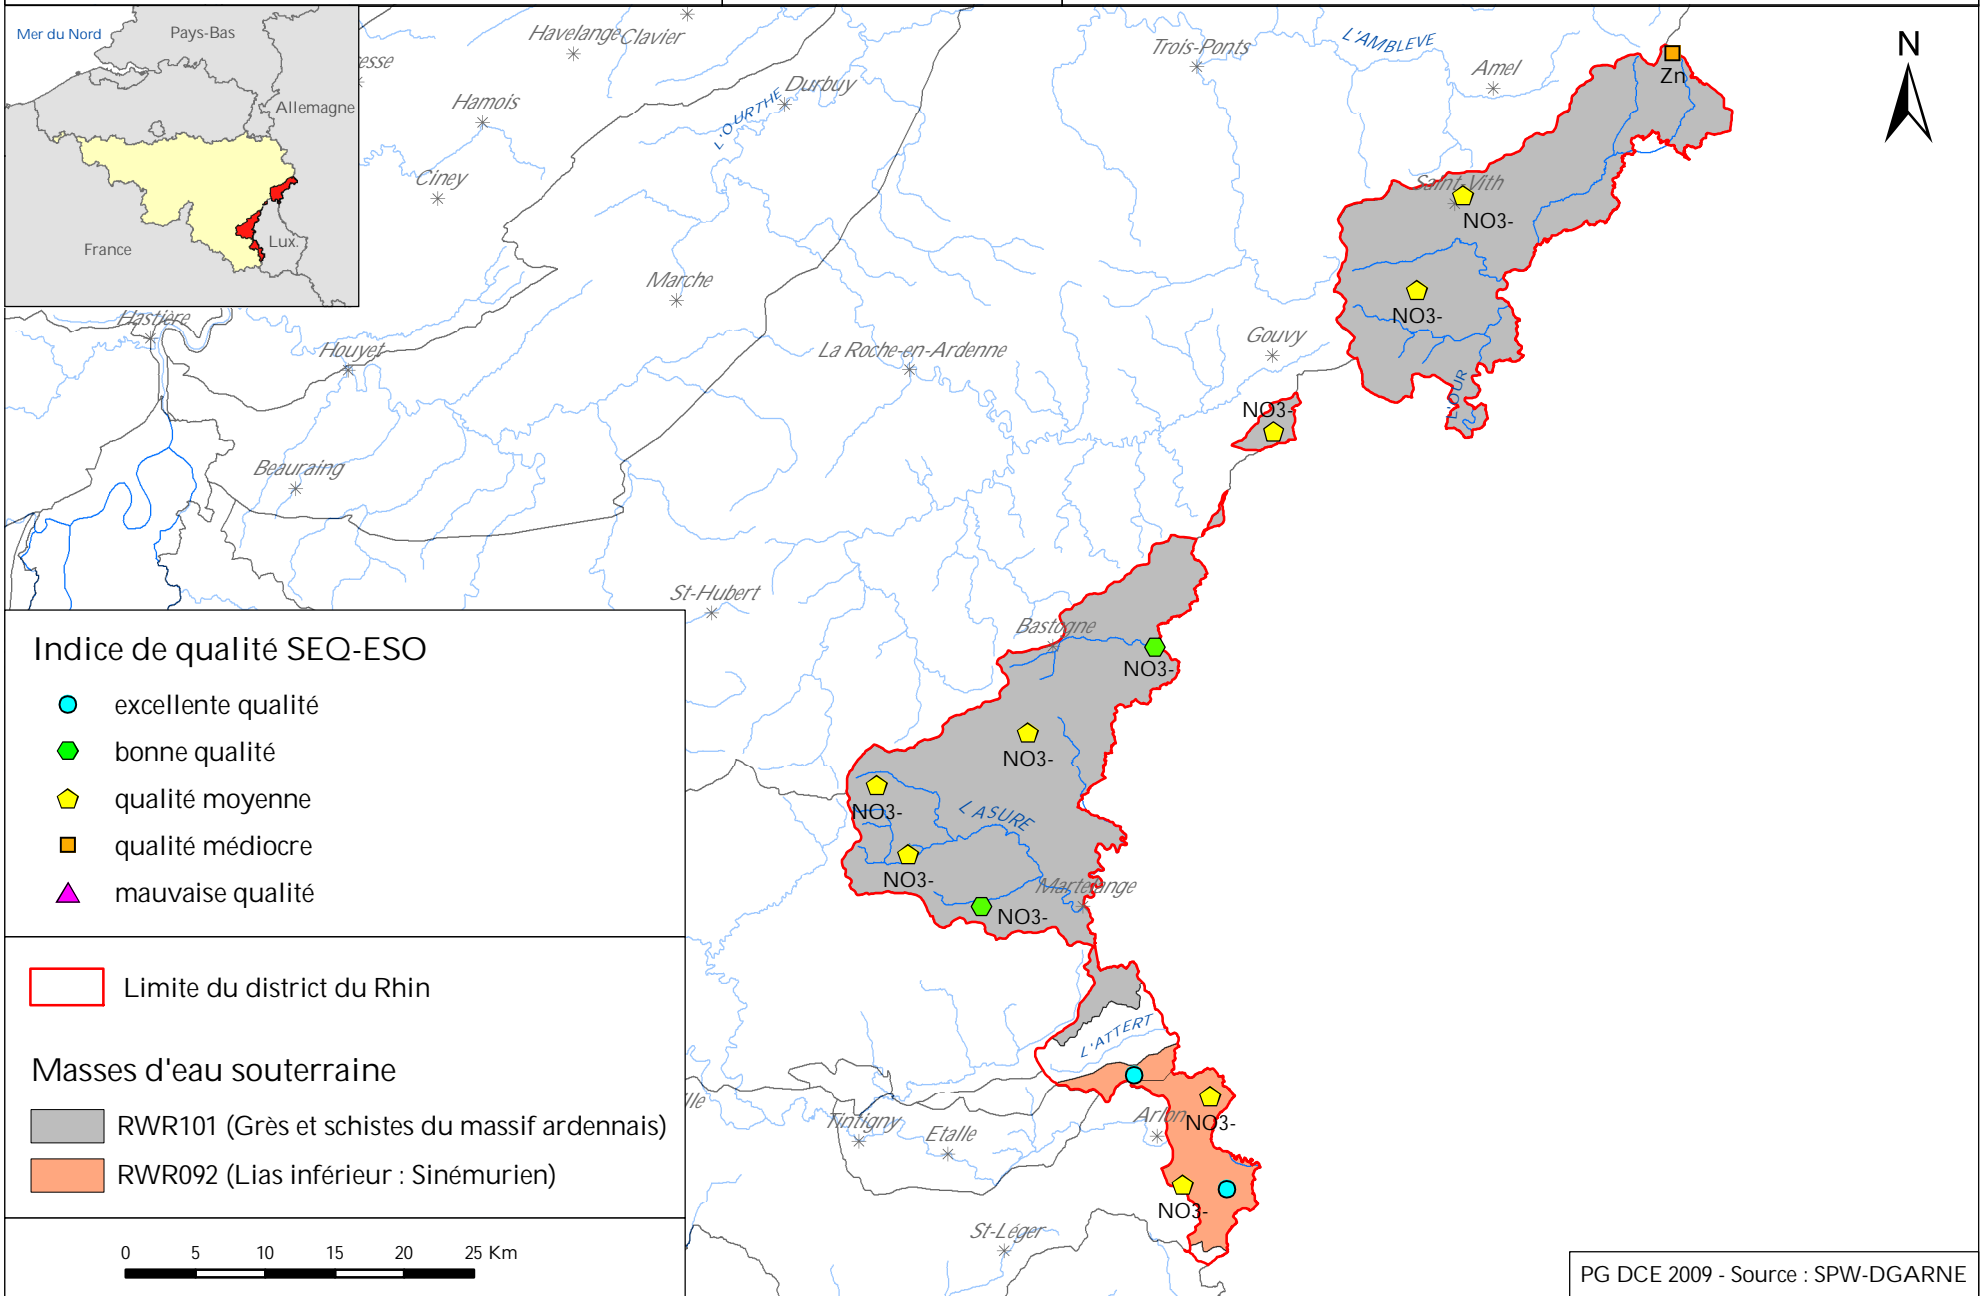 Mer du Nord
Pays-Bas
Allemagne
France
Lux.
esse
Havelange
Clavier
Hamois
Durbuy
L'OURTHE
Ciney
Trois-Ponts
L'AMBLEVE
Amel
N
Zn
Saint-Vith
NO3-
NO3-
Hastière
Houyet
Marche
La Roche-en-Ardenne
Gouvy
L'OUR
NO3-
Beauraing
St-Hubert
Bastogne
NO3-
NO3-
NO3-
LASURE
NO3-
Martelange
NO3-
L'ATTERT
lle
Tintigny
Etalle
Arlon
NO3-
NO3-
St-Léger
Indice de qualité SEQ-ESO
excellente qualité
bonne qualité
qualité moyenne
qualité médiocre
mauvaise qualité
Limite du district du Rhin
Masses d'eau souterraine
RWR101 (Grès et schistes du massif ardennais)
RWR092 (Lias inférieur : Sinémurien)
0 5 10 15 20 25 Km
PG DCE 2009 - Source : SPW-DGARNE